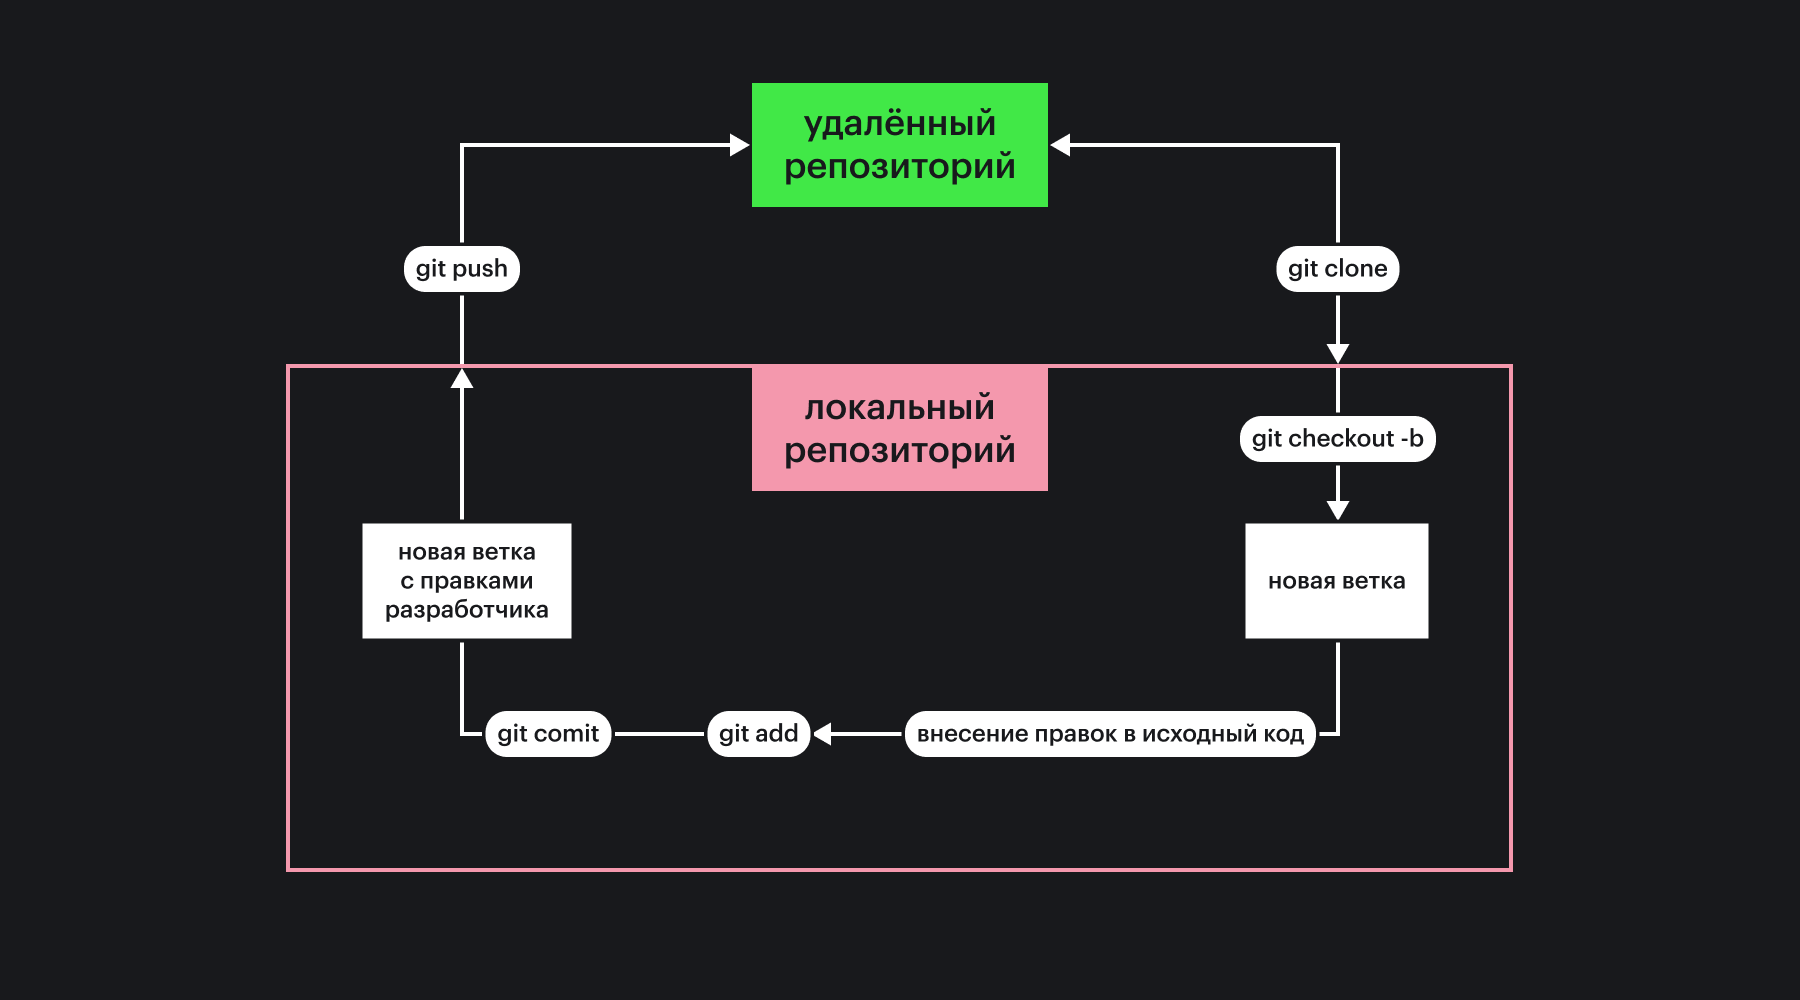 удалённый
репозиторий
git push
git clone
локальный
репозиторий
git checkout -b
новая ветка
с правками
разработчика
новая ветка
git comit
git add
внесение правок в исходный код